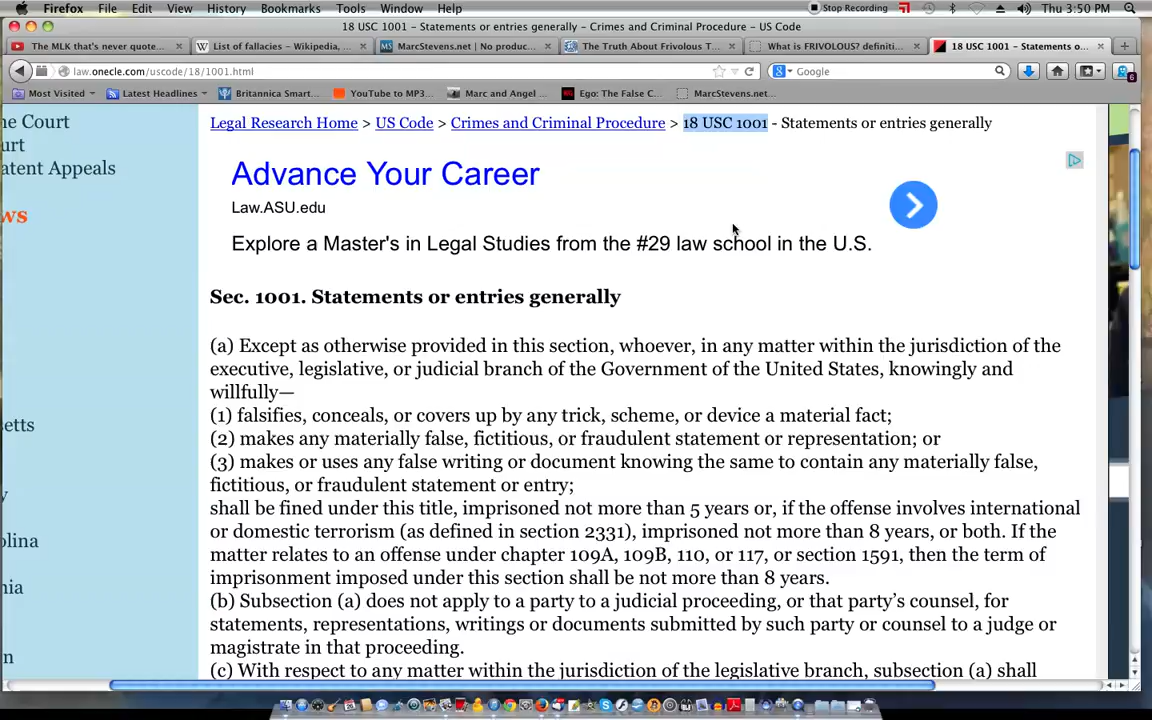 Firefox File Edit View History Bookmarks Tools Window Help Stop Recording Thu 3:50 PM
18 USC 1001 - Statements or entries generally - Crimes and Criminal Procedure - US Code
The MLK that's never quote... List of fallacies – Wikipedia, ... MarcStevens.net | No produc... The Truth About Frivolous T... What is FRIVOLOUS? definiti... 18 USC 1001 - Statements o...
law.onecle.com/uscode/18/1001.html Google
Most Visited Latest Headlines Britannica Smart... YouTube to MP3... Marc and Angel ... Ego: The False C... MarcStevens.net...
ne Court
urt
atent Appeals
ws
setts
y
olina
nia
n
Legal Research Home > US Code > Crimes and Criminal Procedure > 18 USC 1001 - Statements or entries generally
Advance Your Career
Law.ASU.edu
Explore a Master's in Legal Studies from the #29 law school in the U.S.
Sec. 1001. Statements or entries generally
(a) Except as otherwise provided in this section, whoever, in any matter within the jurisdiction of the
executive, legislative, or judicial branch of the Government of the United States, knowingly and
willfully—
(1) falsifies, conceals, or covers up by any trick, scheme, or device a material fact;
(2) makes any materially false, fictitious, or fraudulent statement or representation; or
(3) makes or uses any false writing or document knowing the same to contain any materially false,
fictitious, or fraudulent statement or entry;
shall be fined under this title, imprisoned not more than 5 years or, if the offense involves international
or domestic terrorism (as defined in section 2331), imprisoned not more than 8 years, or both. If the
matter relates to an offense under chapter 109A, 109B, 110, or 117, or section 1591, then the term of
imprisonment imposed under this section shall be not more than 8 years.
(b) Subsection (a) does not apply to a party to a judicial proceeding, or that party's counsel, for
statements, representations, writings or documents submitted by such party or counsel to a judge or
magistrate in that proceeding.
(c) With respect to any matter within the jurisdiction of the legislative branch, subsection (a) shall